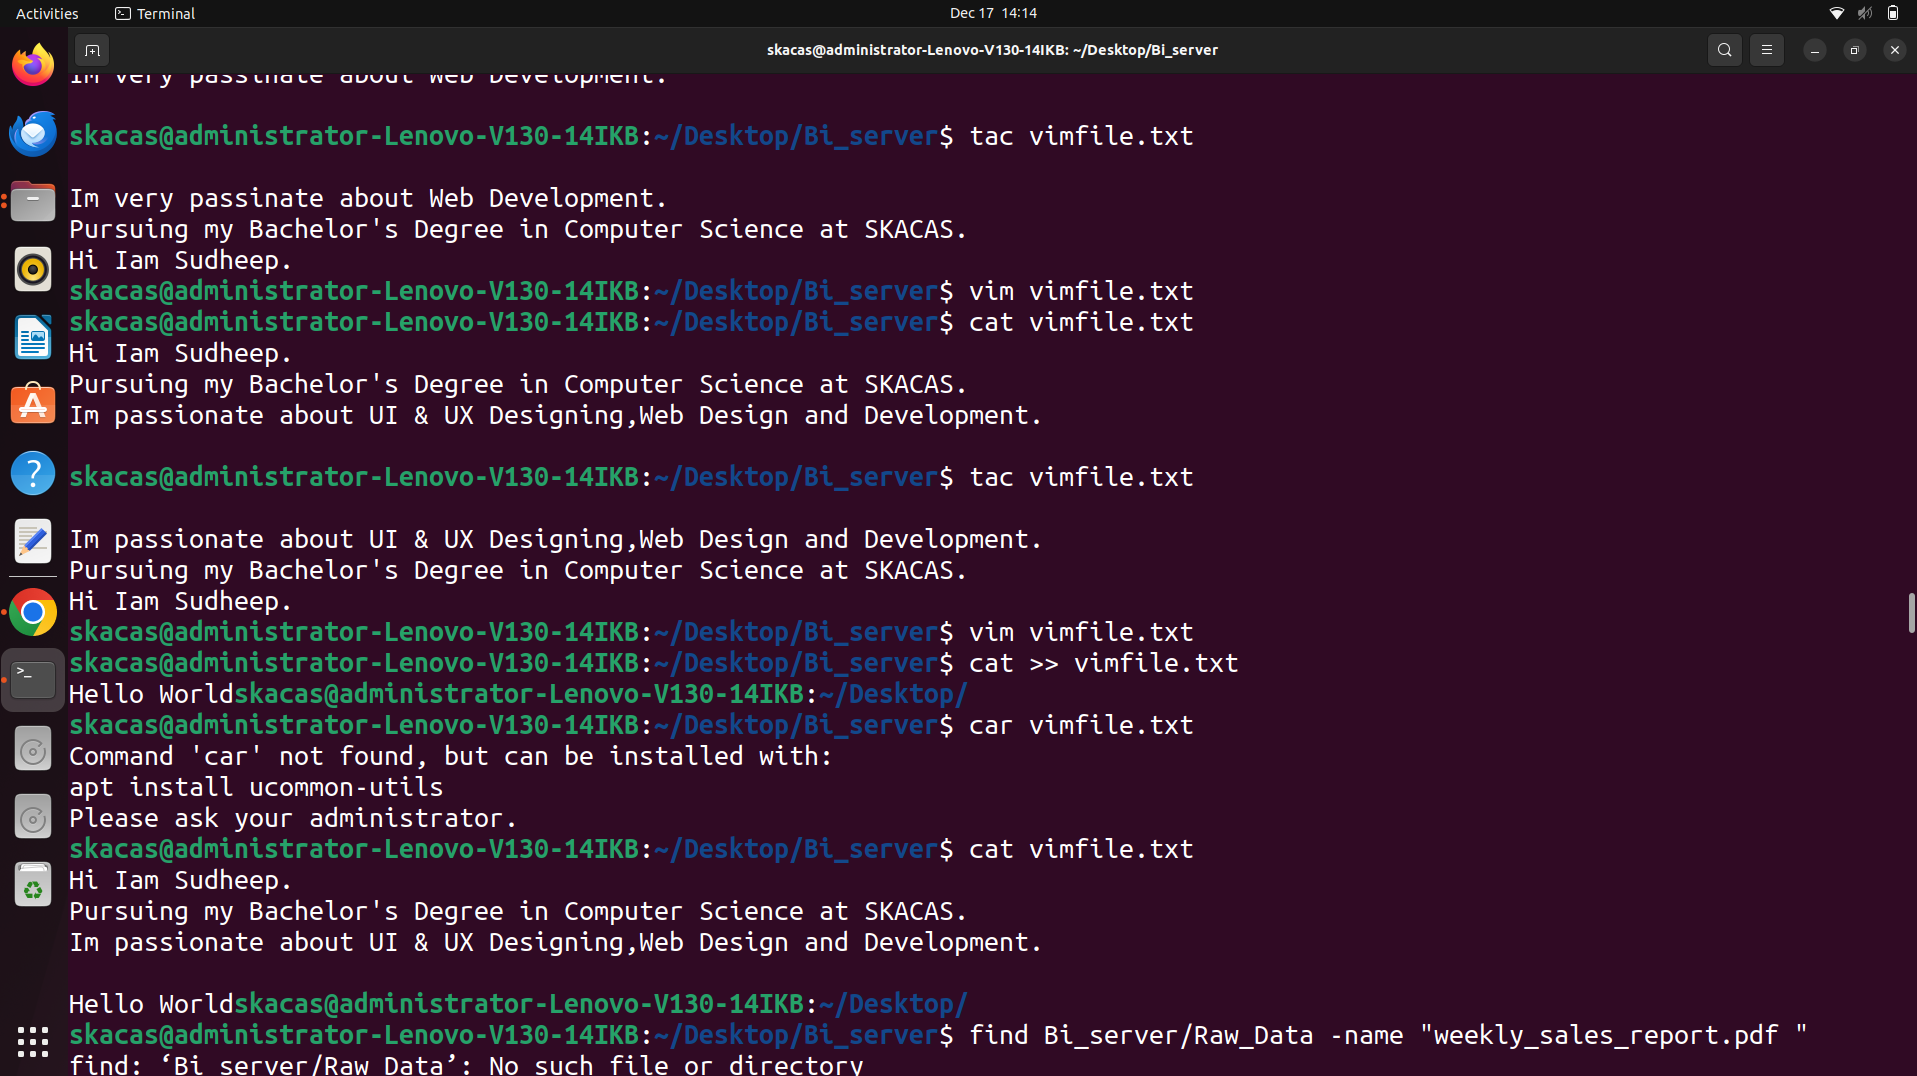 Activities
Terminal
Dec 17 14:14
skacas@administrator-Lenovo-V130-14IKB: ~/Desktop/Bi_server
Im very passinate about Web Development.
skacas@administrator-Lenovo-V130-14IKB:~/Desktop/Bi_server$ tac vimfile.txt
Im very passinate about Web Development.
Pursuing my Bachelor's Degree in Computer Science at SKACAS.
Hi Iam Sudheep.
skacas@administrator-Lenovo-V130-14IKB:~/Desktop/Bi_server$ vim vimfile.txt
skacas@administrator-Lenovo-V130-14IKB:~/Desktop/Bi_server$ cat vimfile.txt
Hi Iam Sudheep.
Pursuing my Bachelor's Degree in Computer Science at SKACAS.
Im passionate about UI & UX Designing,Web Design and Development.
skacas@administrator-Lenovo-V130-14IKB:~/Desktop/Bi_server$ tac vimfile.txt
Im passionate about UI & UX Designing,Web Design and Development.
Pursuing my Bachelor's Degree in Computer Science at SKACAS.
Hi Iam Sudheep.
skacas@administrator-Lenovo-V130-14IKB:~/Desktop/Bi_server$ vim vimfile.txt
skacas@administrator-Lenovo-V130-14IKB:~/Desktop/Bi_server$ cat >> vimfile.txt
Hello Worldskacas@administrator-Lenovo-V130-14IKB:~/Desktop/
skacas@administrator-Lenovo-V130-14IKB:~/Desktop/Bi_server$ car vimfile.txt
Command 'car' not found, but can be installed with:
apt install ucommon-utils
Please ask your administrator.
skacas@administrator-Lenovo-V130-14IKB:~/Desktop/Bi_server$ cat vimfile.txt
Hi Iam Sudheep.
Pursuing my Bachelor's Degree in Computer Science at SKACAS.
Im passionate about UI & UX Designing,Web Design and Development.
Hello Worldskacas@administrator-Lenovo-V130-14IKB:~/Desktop/
skacas@administrator-Lenovo-V130-14IKB:~/Desktop/Bi_server$ find Bi_server/Raw_Data -name "weekly_sales_report.pdf "
find: ‘Bi_server/Raw_Data’: No such file or directory